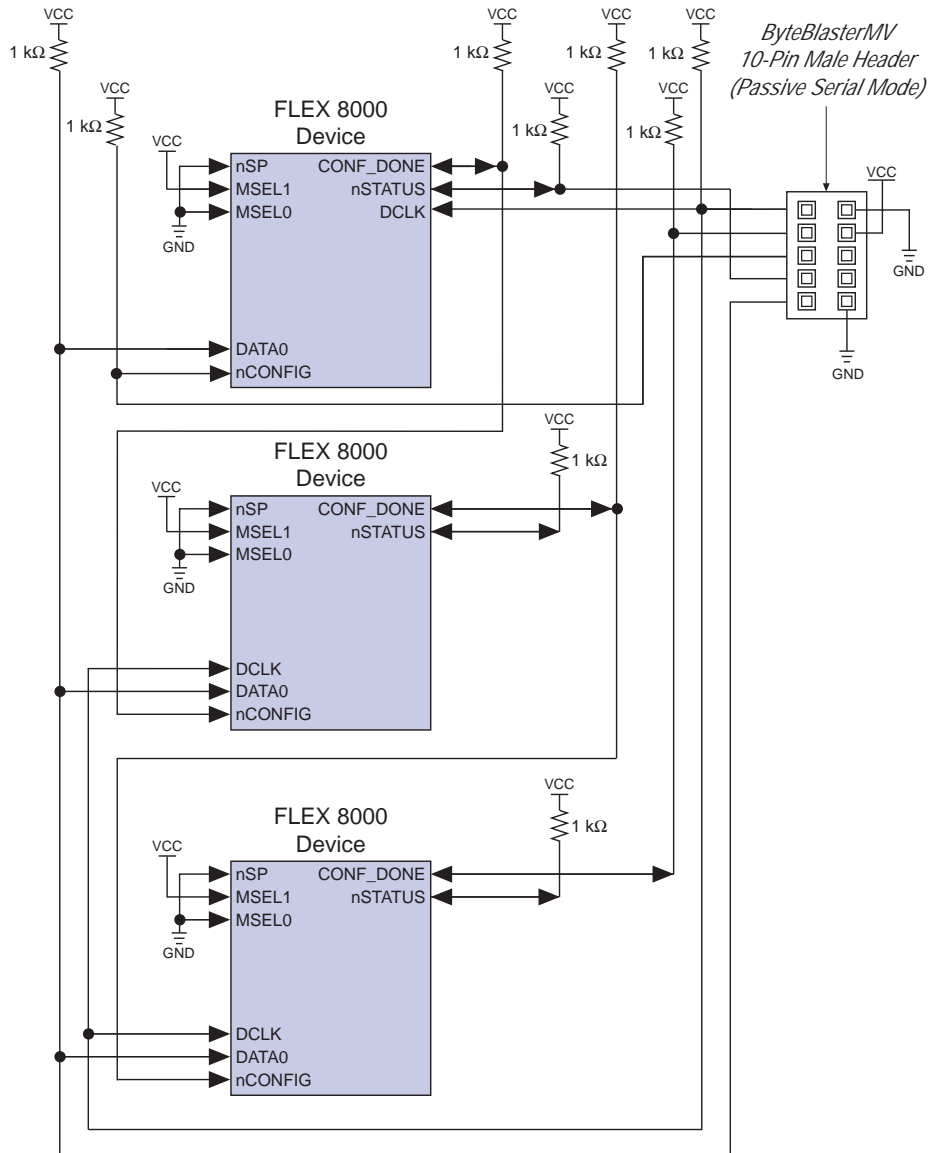 VCC
VCC
VCC
VCC
1 kΩ
1 kΩ
1 kΩ
1 kΩ
ByteBlasterMV
10-Pin Male Header
(Passive Serial Mode)
VCC
VCC
VCC
1 kΩ
1 kΩ
1 kΩ
FLEX 8000
Device
VCC
nSP
MSEL1
MSEL0
GND
CONF_DONE
nSTATUS
DCLK
DATA0
nCONFIG
VCC
GND
GND
VCC
1 kΩ
FLEX 8000
Device
VCC
nSP
MSEL1
MSEL0
GND
CONF_DONE
nSTATUS
DCLK
DATA0
nCONFIG
VCC
1 kΩ
FLEX 8000
Device
VCC
nSP
MSEL1
MSEL0
GND
CONF_DONE
nSTATUS
DCLK
DATA0
nCONFIG